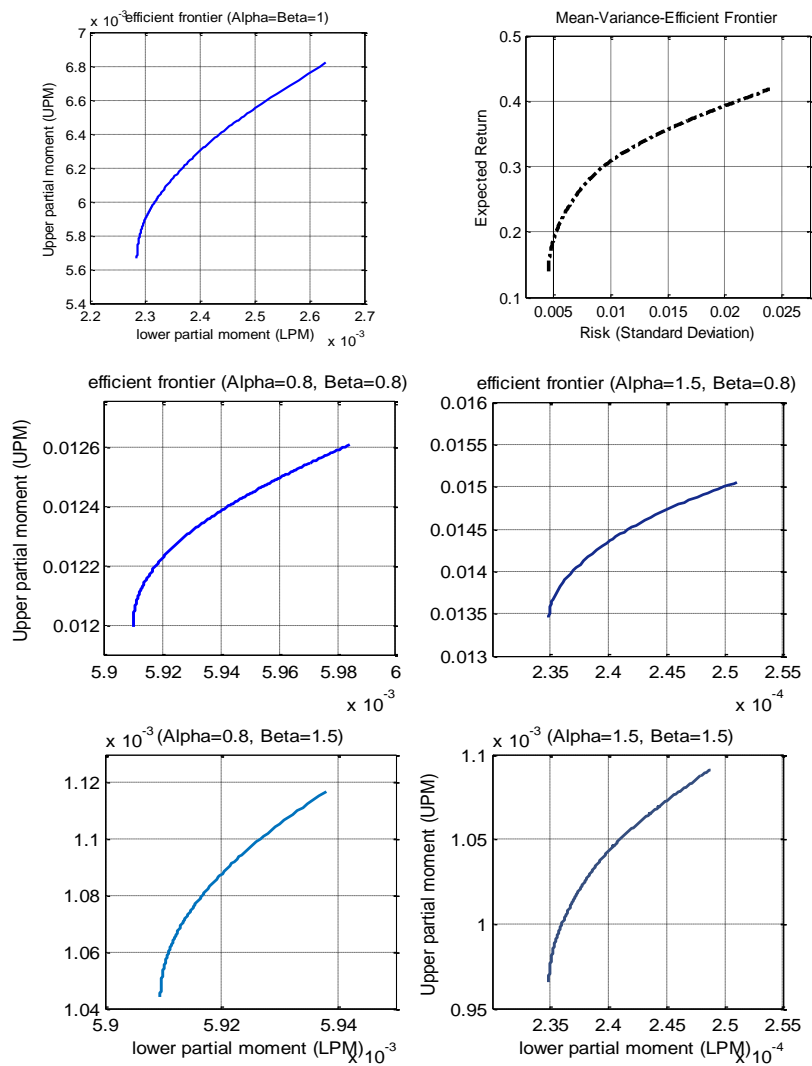 x 10-3
efficient frontier (Alpha=Beta=1)
7
6.8
6.6
6.4
6.2
6
5.8
5.6
5.4
Upper partial moment (UPM)
2.2 2.3 2.4 2.5 2.6 2.7
lower partial moment (LPM)
x 10-3
Mean-Variance-Efficient Frontier
0.5
0.4
0.3
0.2
0.1
Expected Return
0.005 0.01 0.015 0.02 0.025
Risk (Standard Deviation)
efficient frontier (Alpha=0.8, Beta=0.8)
0.0126
0.0124
0.0122
0.012
Upper partial moment (UPM)
5.9 5.92 5.94 5.96 5.98 6
x 10-3
efficient frontier (Alpha=1.5, Beta=0.8)
0.016
0.0155
0.015
0.0145
0.014
0.0135
0.013
2.35 2.4 2.45 2.5 2.55
x 10-4
x 10-3 (Alpha=0.8, Beta=1.5)
1.12
1.1
1.08
1.06
1.04
5.9 5.92 5.94
lower partial moment (LPM) x 10-3
x 10-3 (Alpha=1.5, Beta=1.5)
1.1
1.05
1
0.95
Upper partial moment (UPM)
2.35 2.4 2.45 2.5 2.55
lower partial moment (LPM) x 10-4